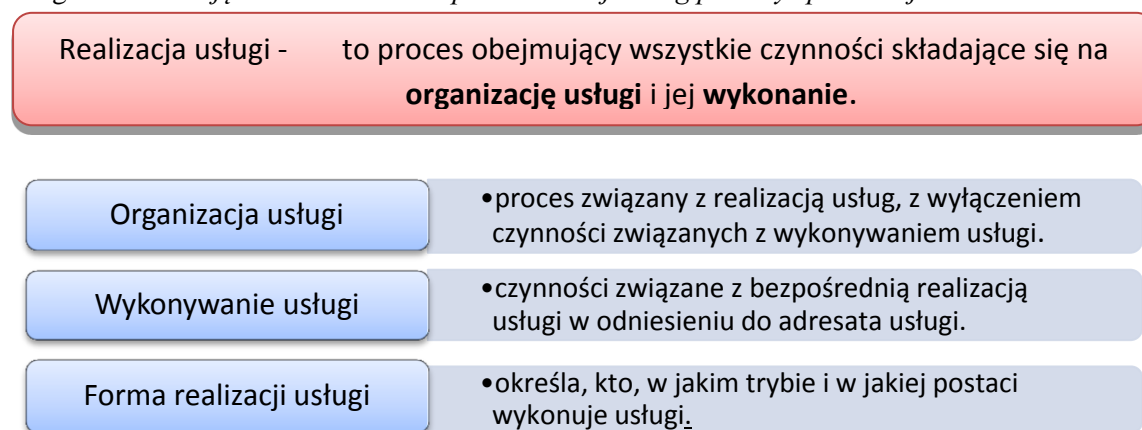 Realizacja usługi - to proces obejmujący wszystkie czynności składające się na
organizację usługi i jej wykonanie.
Organizacja usługi
•proces związany z realizacją usług, z wyłączeniem
czynności związanych z wykonywaniem usługi.
Wykonywanie usługi
•czynności związane z bezpośrednią realizacją
usługi w odniesieniu do adresata usługi.
Forma realizacji usługi
•określa, kto, w jakim trybie i w jakiej postaci
wykonuje usługi.